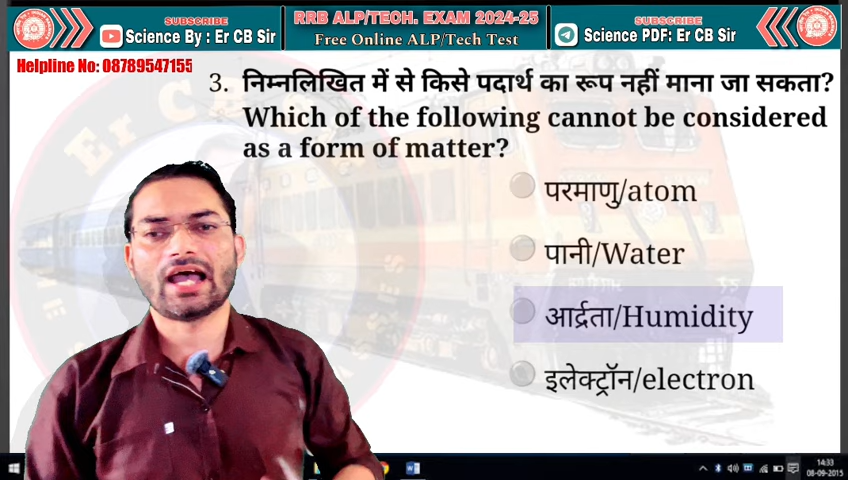 SUBSCRIBE
Science By : Er CB Sir
RRB ALP/TECH. EXAM 2024-25
Free Online ALP/Tech Test
SUBSCRIBE
Science PDF: Er CB Sir
Helpline No: 08789547155
3. निम्नलिखित में से किसे पदार्थ का रूप नहीं माना जा सकता?
Which of the following cannot be considered
as a form of matter?
परमाणु/atom
पानी/Water
आर्द्रता/Humidity
इलेक्ट्रॉन/electron
14:33
08-09-2015